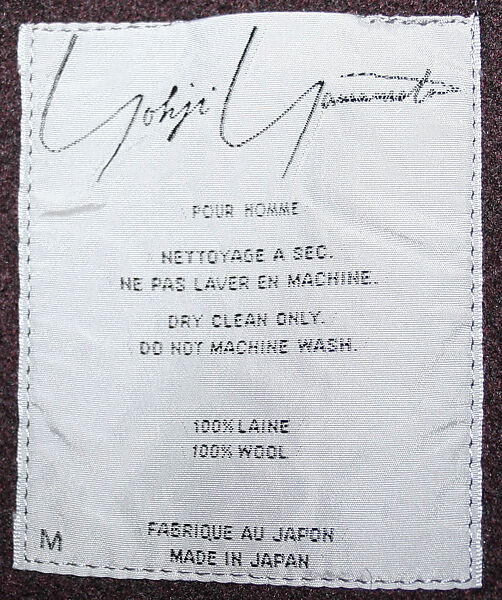 Yohji Yamamoto
POUR HOMME
NETTOYAGE A SEC.
NE PAS LAVER EN MACHINE.
DRY CLEAN ONLY.
DO NOT MACHINE WASH.
100% LAINE
100% WOOL
M
FABRIQUE AU JAPON
MADE IN JAPAN